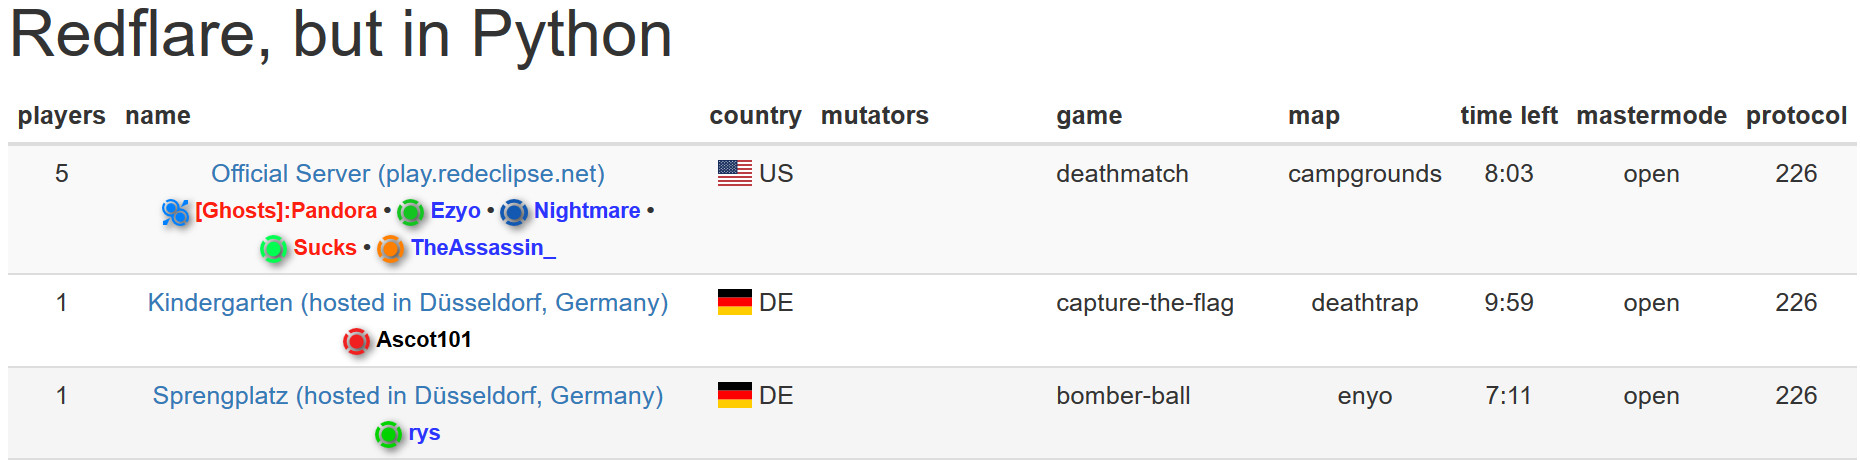 Redflare, but in Python
players name country mutators game map time left mastermode protocol
5 Official Server (play.redeclipse.net) US deathmatch campgrounds 8:03 open 226
[Ghosts]:Pandora • Ezyo • Nightmare •
Sucks • TheAssassin_
1 Kindergarten (hosted in Düsseldorf, Germany) DE capture-the-flag deathtrap 9:59 open 226
Ascot101
1 Sprengplatz (hosted in Düsseldorf, Germany) DE bomber-ball enyo 7:11 open 226
rys